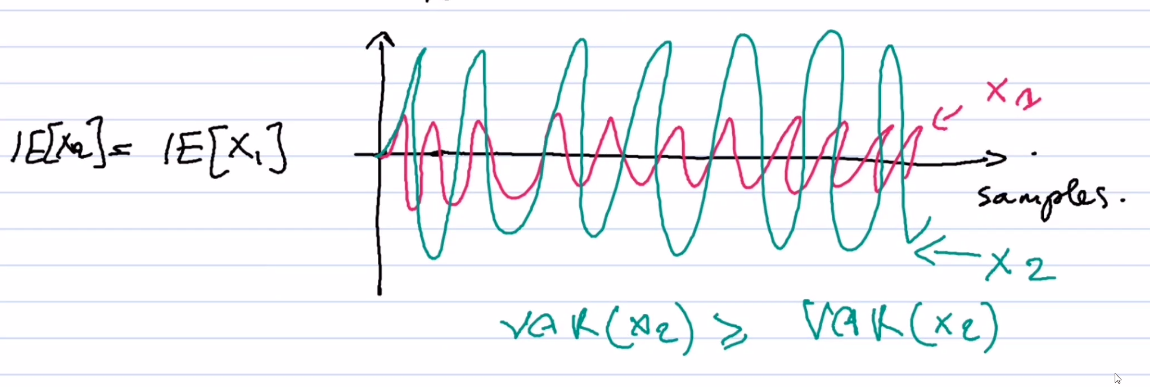 X1
IE[X2] = IE[X1]
samples.
X2
VAR(X2) ≥ VAR(X2)